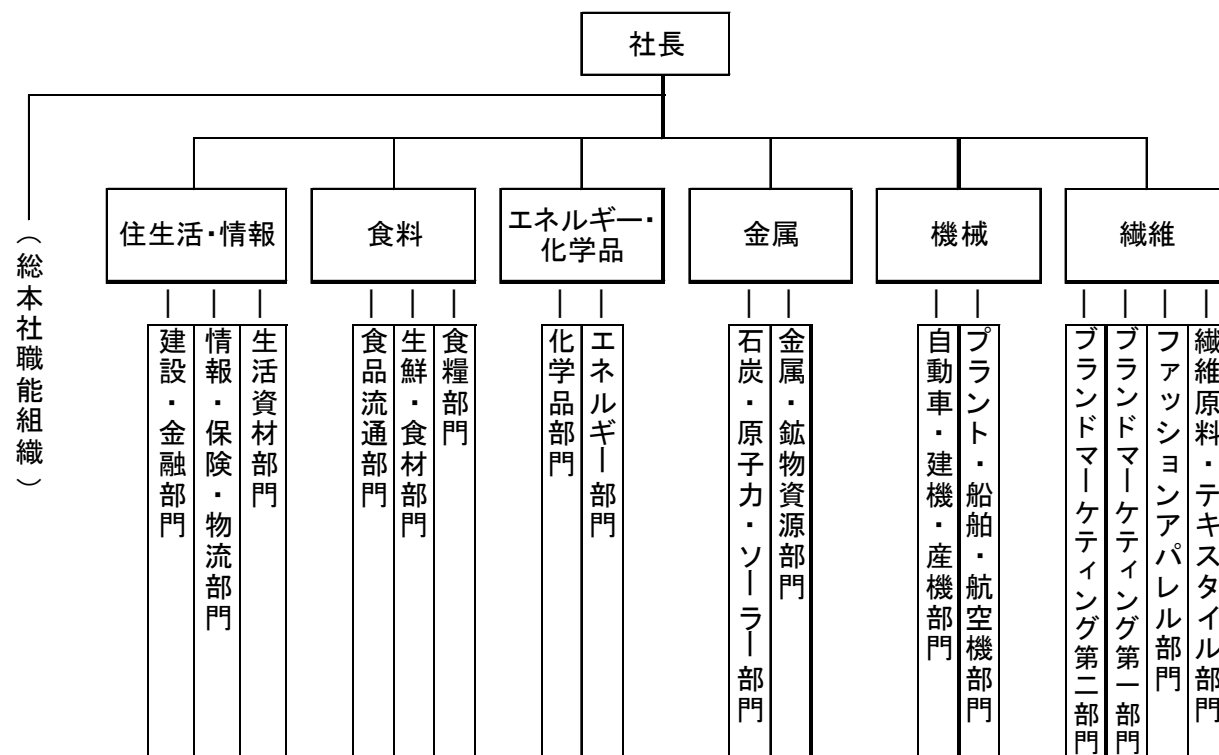 社長
（総本社職能組織）
住生活・情報
食料
エネルギー・
化学品
金属
機械
繊維
建設・金融部門
情報・保険・物流部門
生活資材部門
食品流通部門
生鮮・食材部門
食糧部門
化学品部門
エネルギー部門
石炭・原子力・ソーラー部門
金属・鉱物資源部門
自動車・建機・産機部門
プラント・船舶・航空機部門
ブランドマーケティング第二部門
ブランドマーケティング第一部門
ファッションアパレル部門
繊維原料・テキスタイル部門